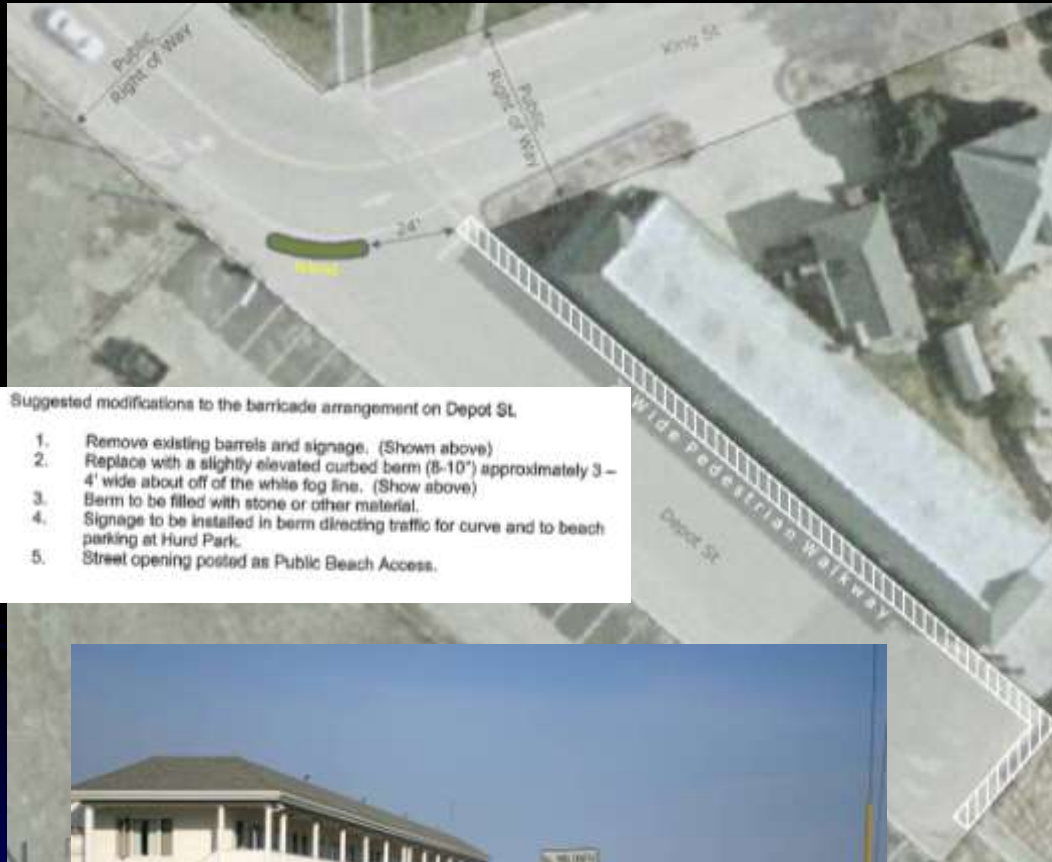 Public
Right of Way
Public
Right of Way
King St
24'
Wide Pedestrian Walkway
Depot St
Suggested modifications to the barricade arrangement on Depot St.
1. Remove existing barrels and signage. (Shown above)
2. Replace with a slightly elevated curbed berm (8-10") approximately 3 –
4' wide about off of the white fog line. (Show above)
3. Berm to be filled with stone or other material.
4. Signage to be installed in berm directing traffic for curve and to beach
parking at Hurd Park.
5. Street opening posted as Public Beach Access.